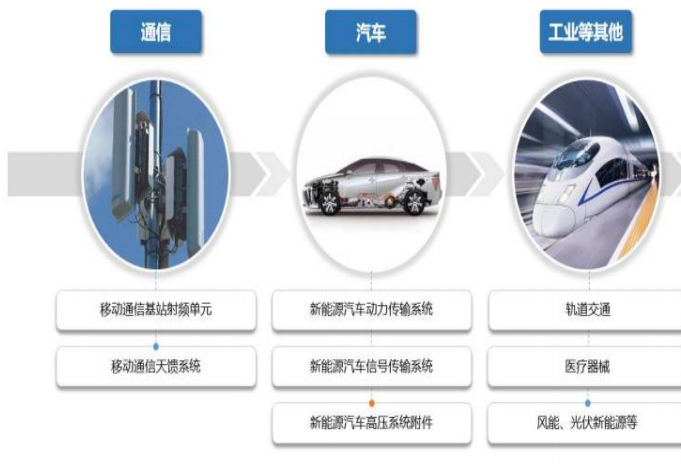 通信
汽车
工业等其他
移动通信基站射频单元
新能源汽车动力传输系统
轨道交通
移动通信天馈系统
新能源汽车信号传输系统
医疗器械
新能源汽车高压系统附件
风能、光伏新能源等